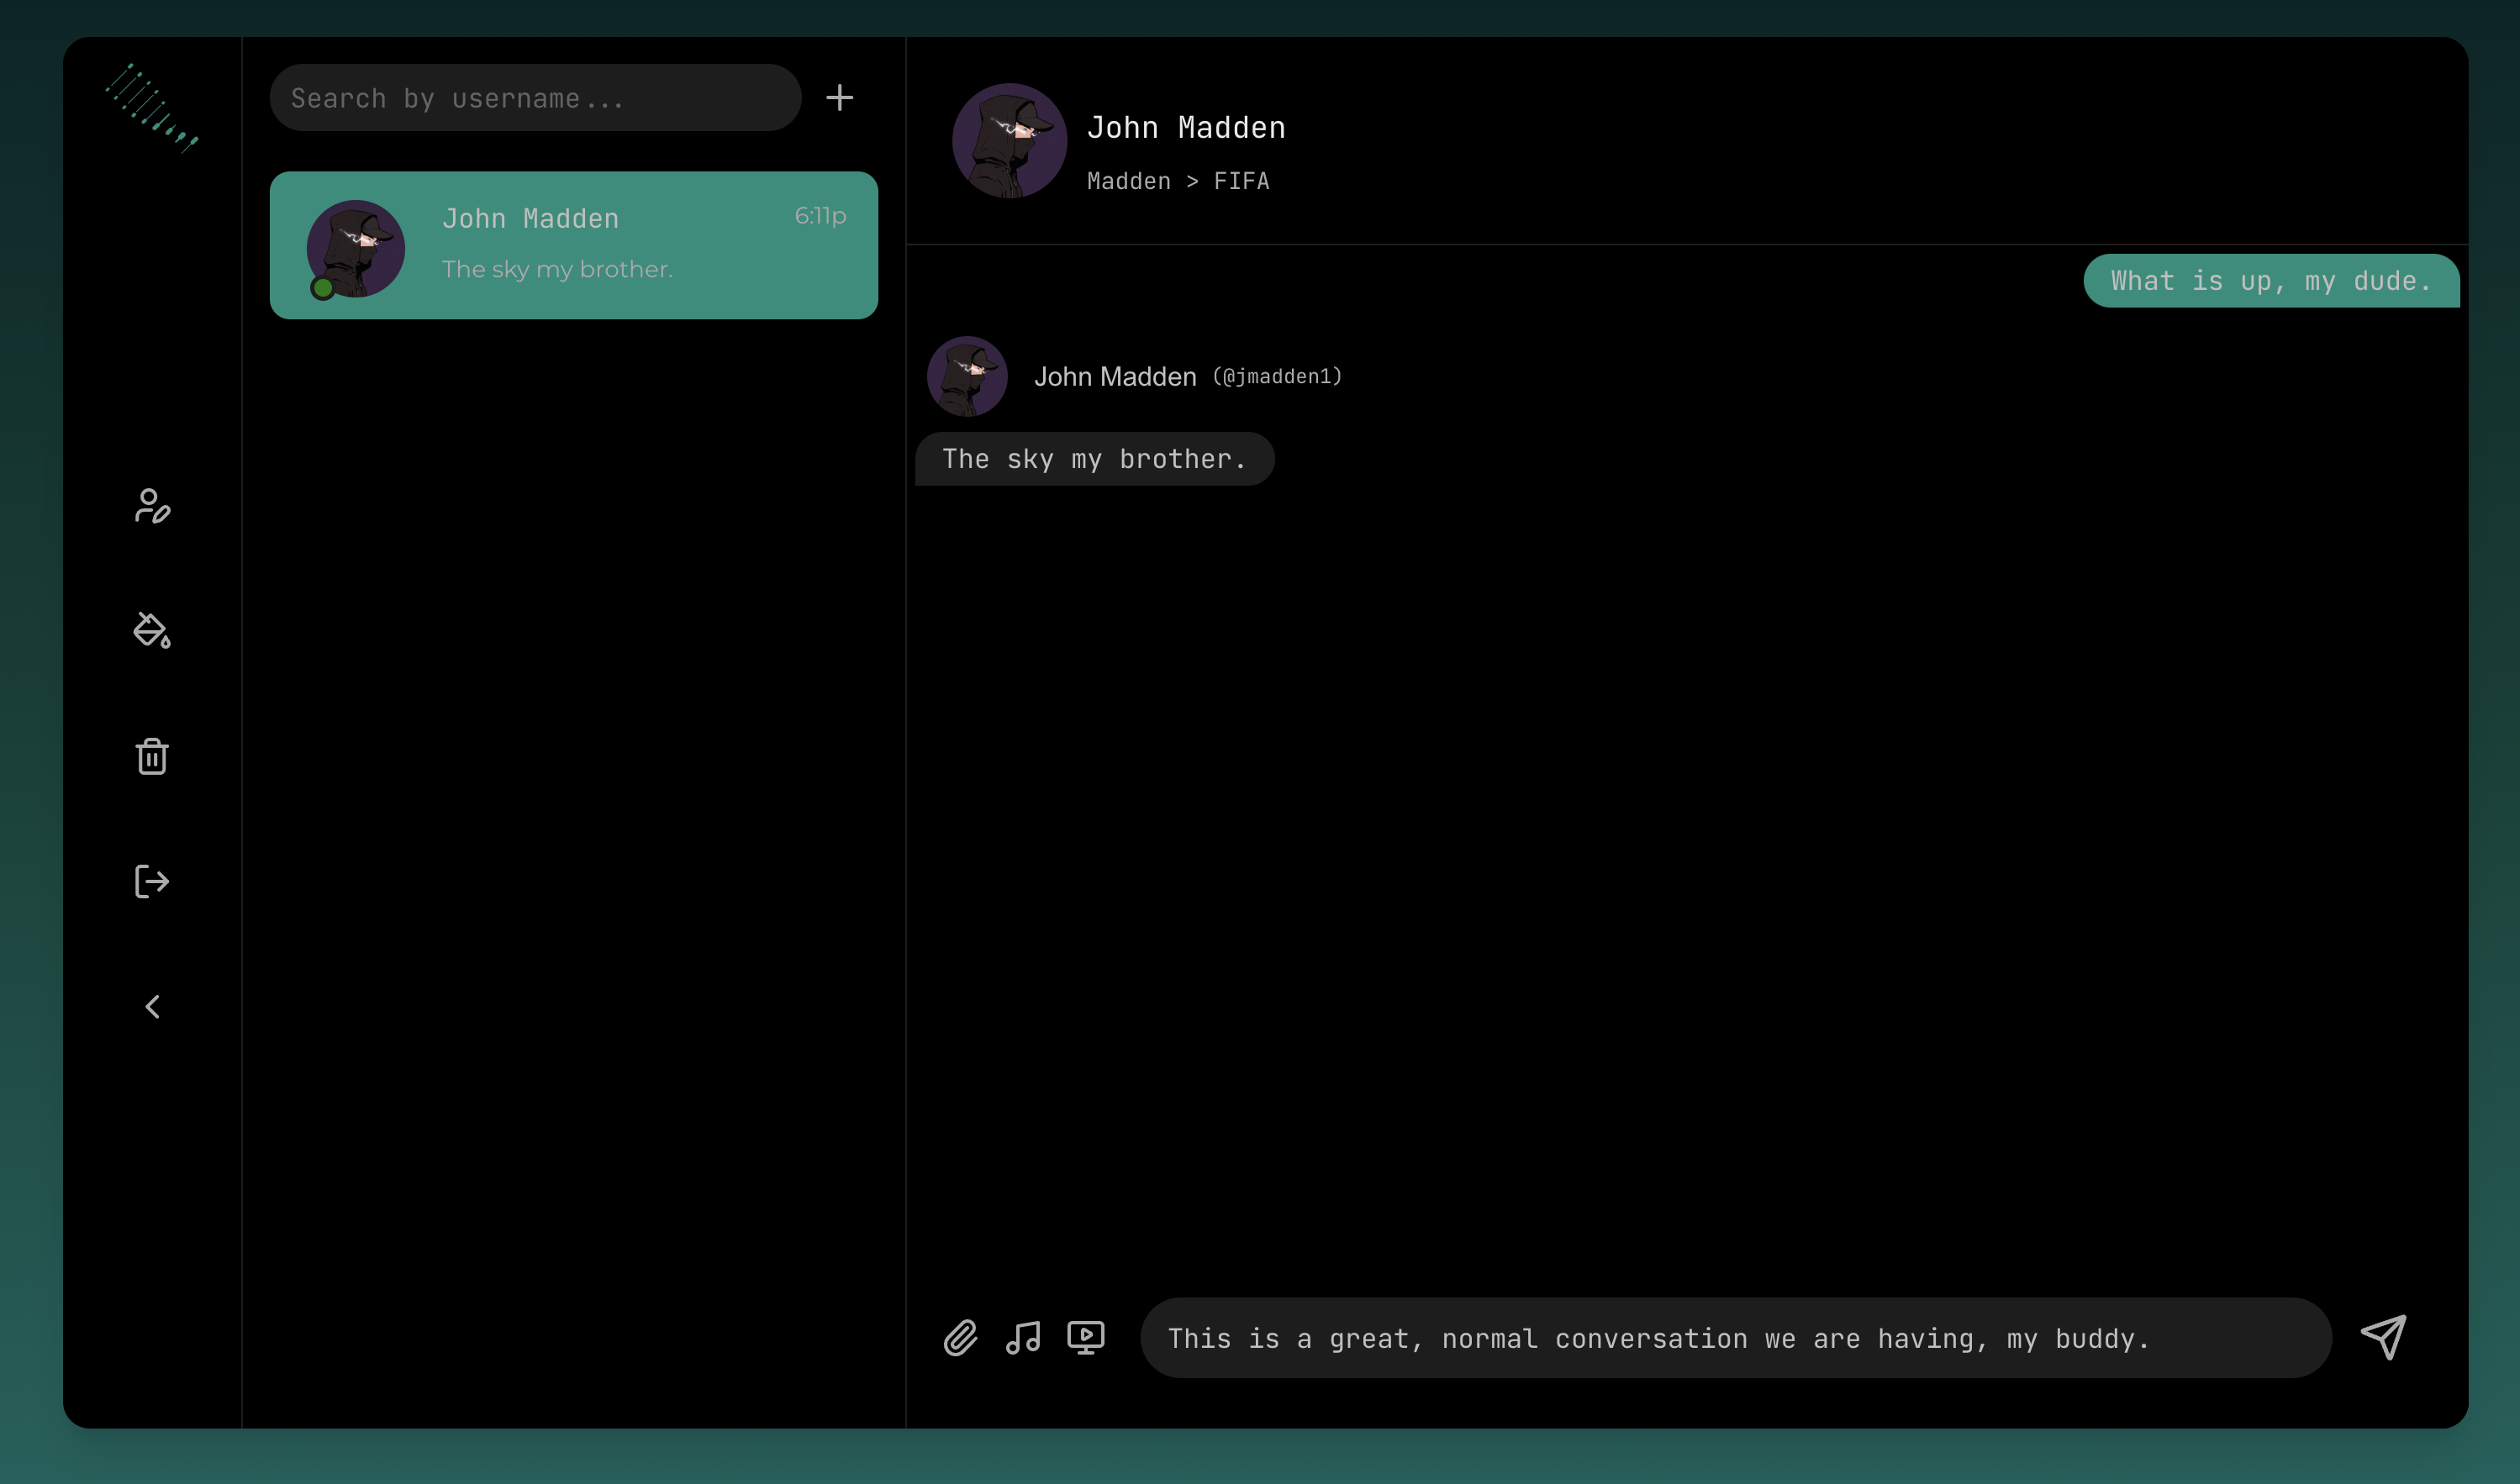 Search by username...
John Madden
6:11p
The sky my brother.
John Madden
Madden > FIFA
What is up, my dude.
John Madden (@jmadden1)
The sky my brother.
This is a great, normal conversation we are having, my buddy.